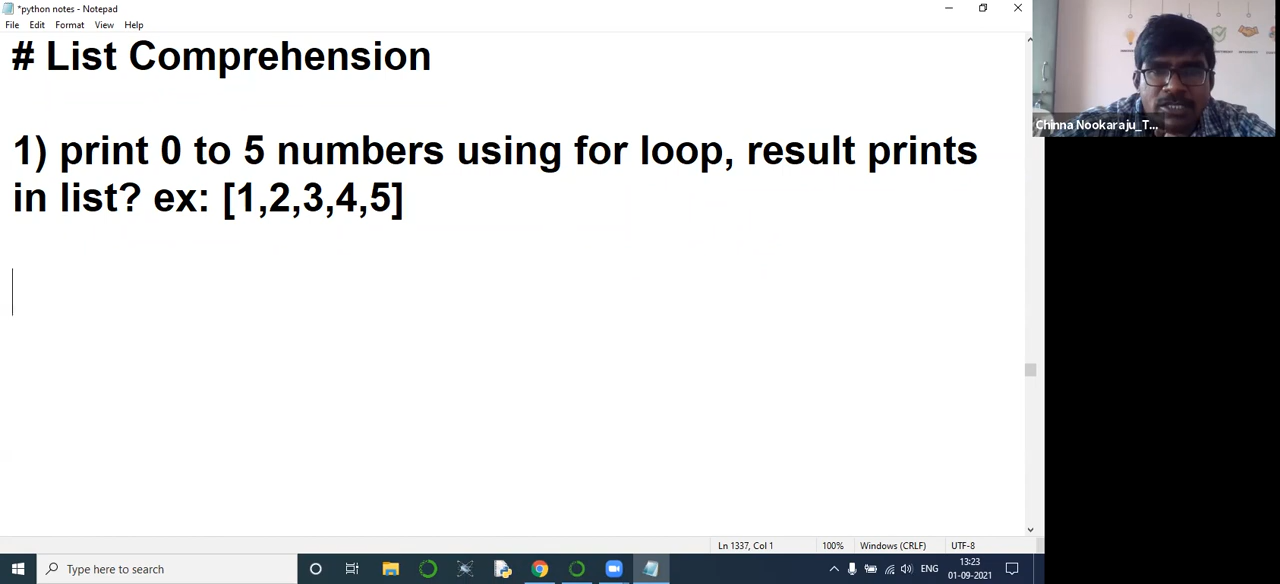 *python notes - Notepad
File Edit Format View Help
# List Comprehension
1) print 0 to 5 numbers using for loop, result prints
in list? ex: [1,2,3,4,5]
Chinna Nookaraju_T...
Ln 1337, Col 1 100% Windows (CRLF) UTF-8
Type here to search
ENG
13:23
01-09-2021